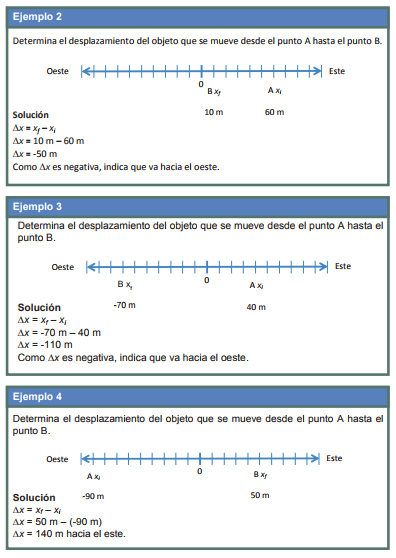 Ejemplo 2
Determina el desplazamiento del objeto que se mueve desde el punto A hasta el punto B.
Oeste Este
0
B xf A xi
10 m 60 m
Solución
Δx = xf – xi
Δx = 10 m – 60 m
Δx = -50 m
Como Δx es negativa, indica que va hacia el oeste.
Ejemplo 3
Determina el desplazamiento del objeto que se mueve desde el punto A hasta el
punto B.
Oeste Este
0
B xf A xi
-70 m 40 m
Solución
Δx = xf – xi
Δx = -70 m – 40 m
Δx = -110 m
Como Δx es negativa, indica que va hacia el oeste.
Ejemplo 4
Determina el desplazamiento del objeto que se mueve desde el punto A hasta el
punto B.
Oeste Este
0
A xi B xf
-90 m 50 m
Solución
Δx = xf – xi
Δx = 50 m – (-90 m)
Δx = 140 m hacia el este.